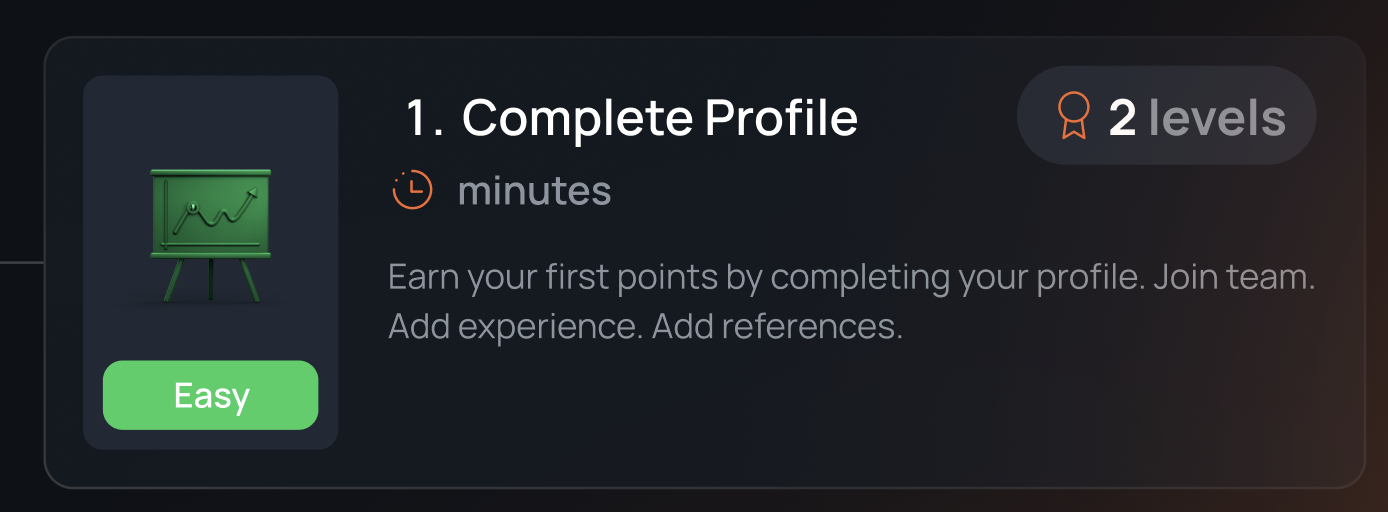 1. Complete Profile
2 levels
minutes
Earn your first points by completing your profile. Join team.
Add experience. Add references.
Easy